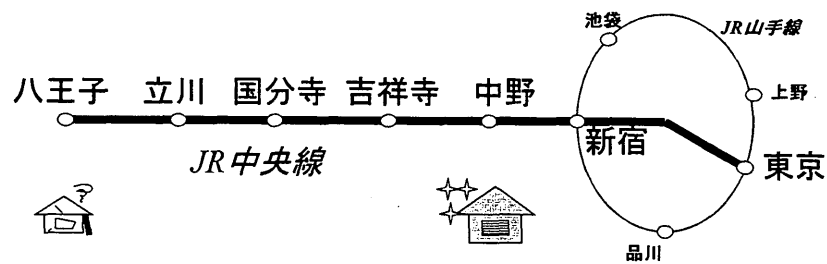 池袋
JR山手線
八王子 立川 国分寺 吉祥寺 中野
上野
新宿
JR中央線
東京
品川